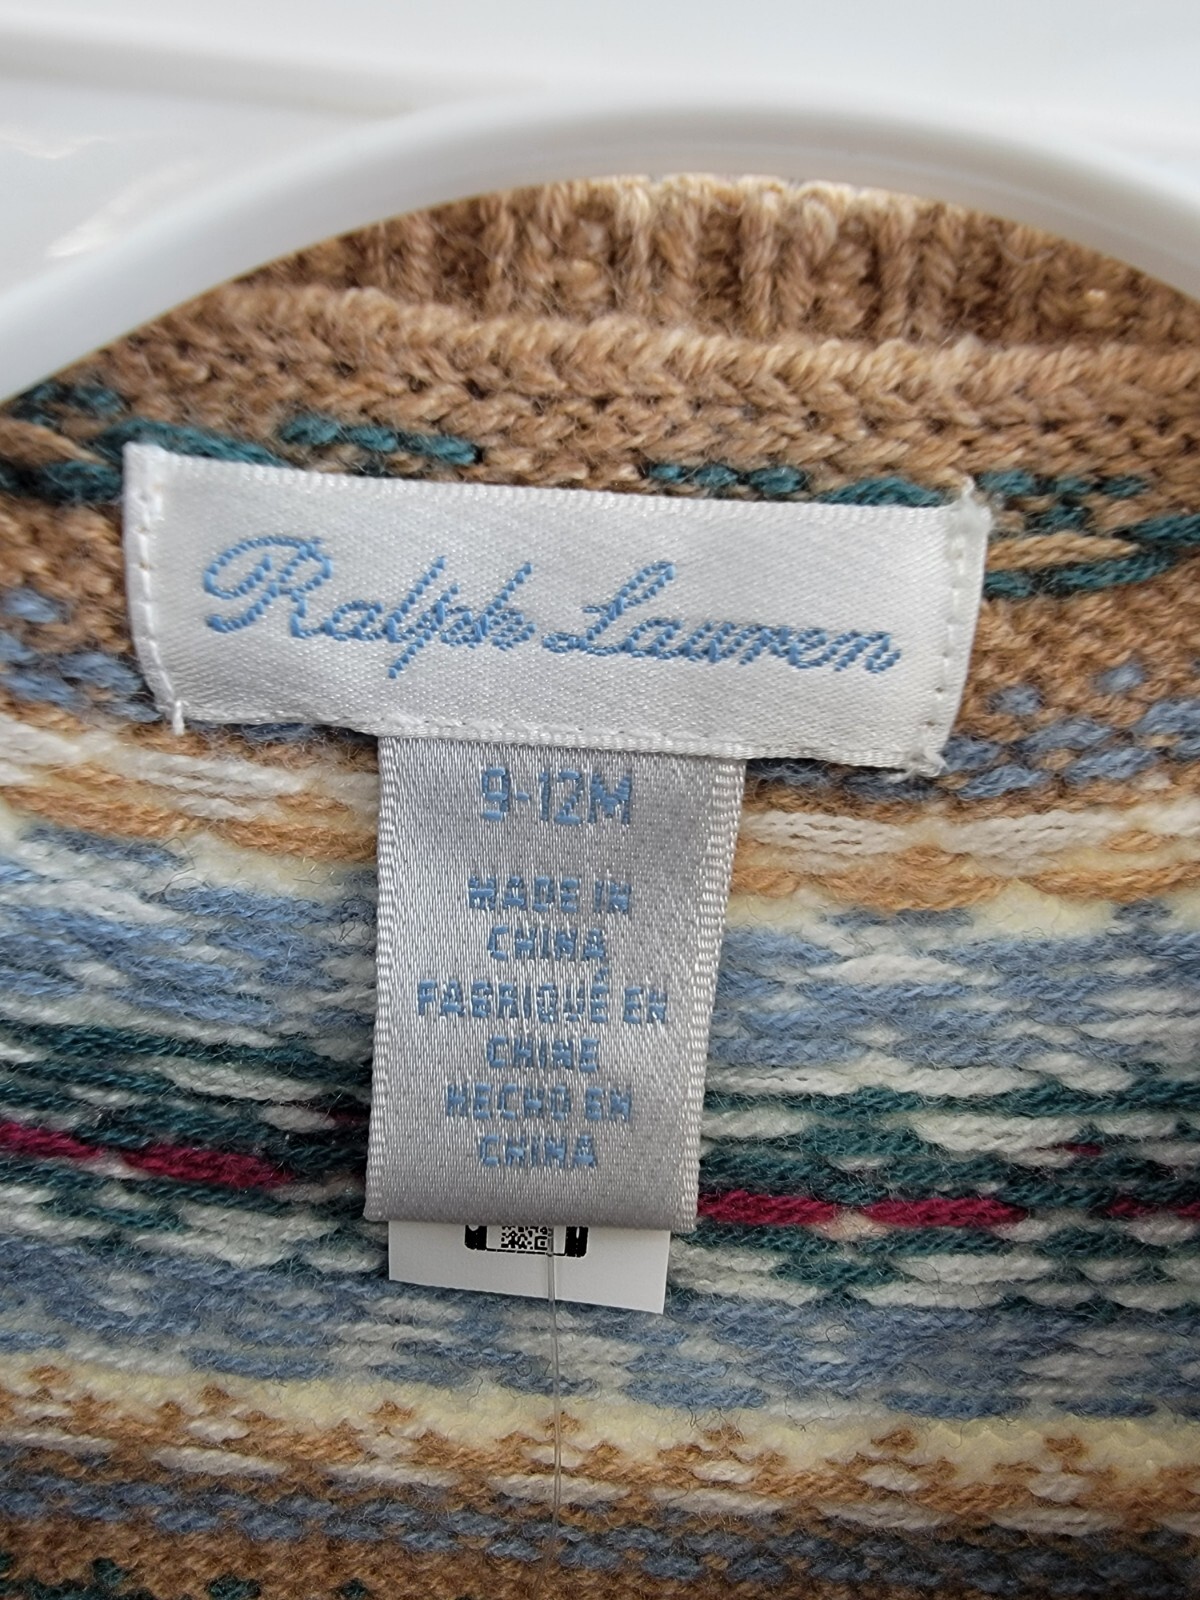 Ralph Lauren
9-12M
MADE IN
CHINA
FABRIQUÉ EN
CHINE
HECHO EN
CHINA